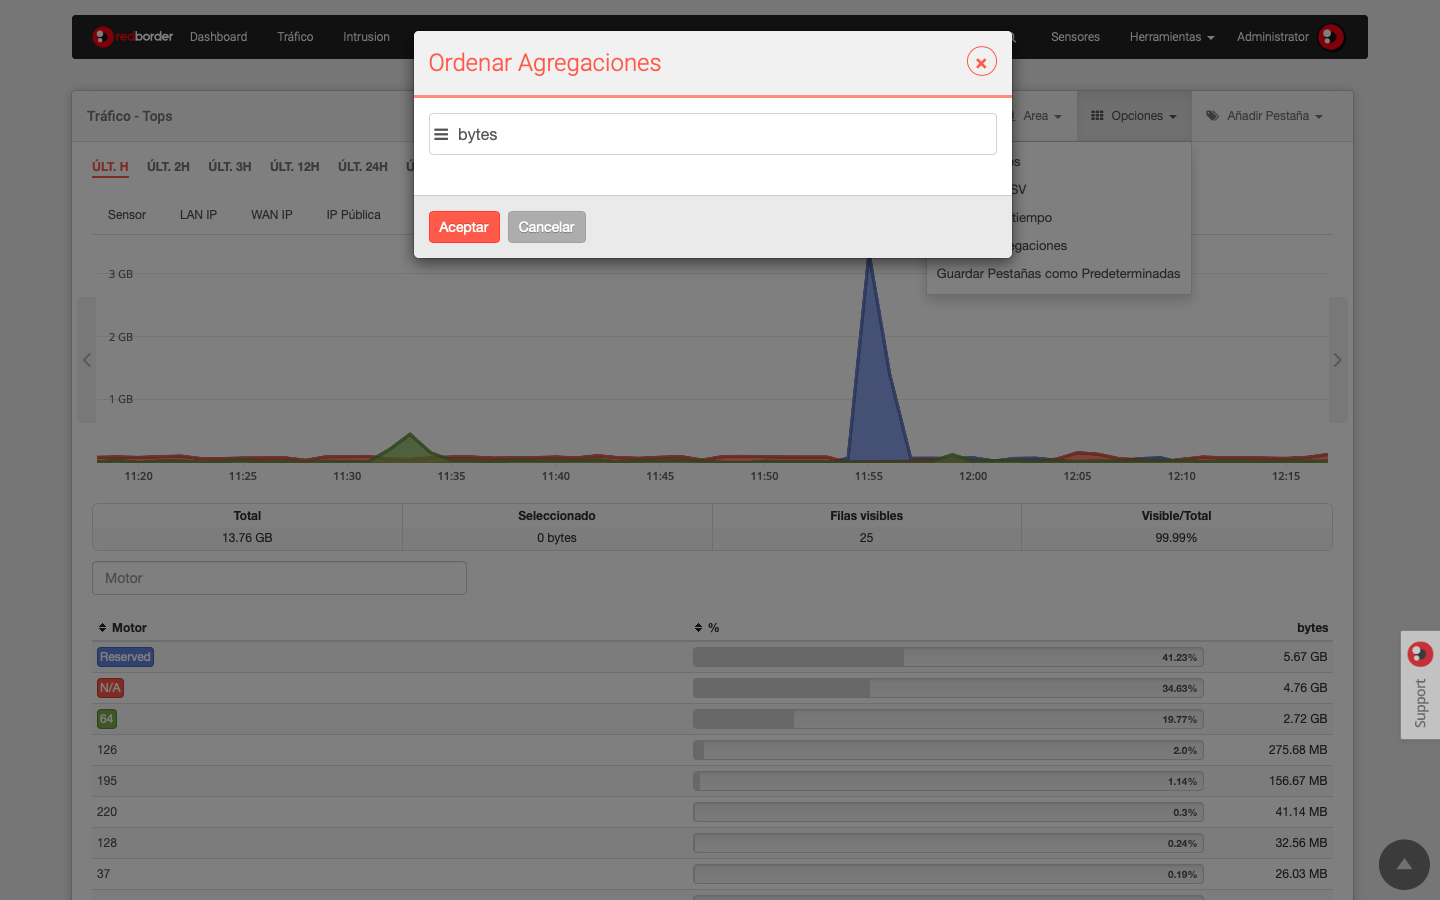 redborder Dashboard Tráfico Intrusion Sensores Herramientas Administrator
Ordenar Agregaciones
bytes
Aceptar Cancelar
Tráfico - Tops Area Opciones Añadir Pestaña
ÚLT. H ÚLT. 2H ÚLT. 3H ÚLT. 12H ÚLT. 24H
Sensor LAN IP WAN IP IP Pública
tiempo
Guardar Pestañas como Predeterminadas
3 GB
2 GB
1 GB
11:20 11:25 11:30 11:35 11:40 11:45 11:50 11:55 12:00 12:05 12:10 12:15
Total Seleccionado Filas visibles Visible/Total
13.76 GB 0 bytes 25 99.99%
Motor
Motor % bytes
Reserved 41.23% 5.67 GB
N/A 34.63% 4.76 GB
64 19.77% 2.72 GB
126 2.0% 275.68 MB
195 1.14% 156.67 MB
220 0.3% 41.14 MB
128 0.24% 32.56 MB
37 0.19% 26.03 MB
Support